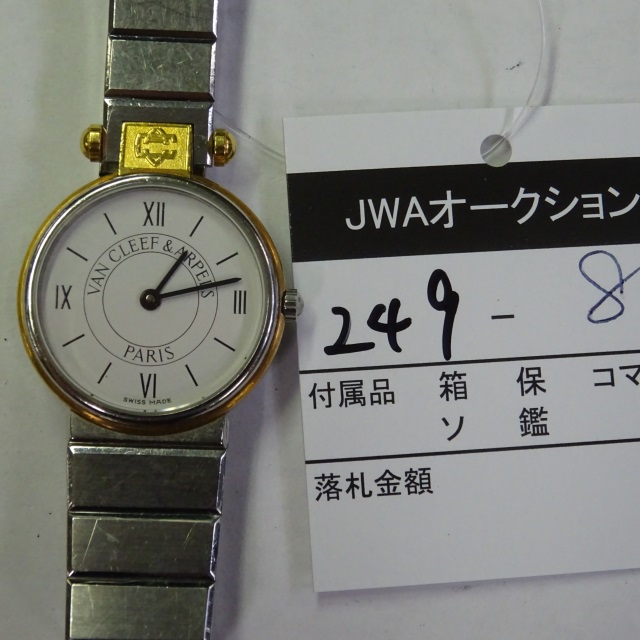 XII
VAN CLEEF & ARPELS
IX
III
PARIS
VI
SWISS MADE
JWAオークション
249 - 8
付属品 箱 保 コマ
ソ 鑑
落札金額